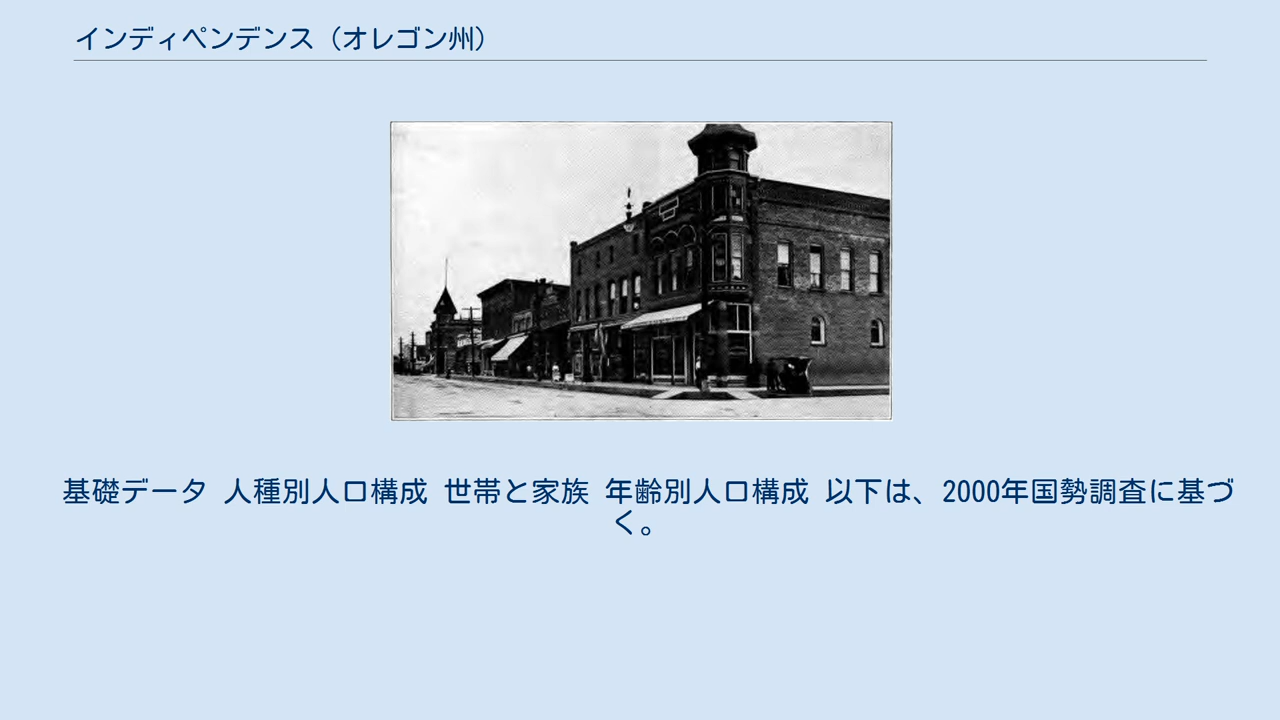 インディペンデンス（オレゴン州）
基礎データ 人種別人口構成 世帯と家族 年齢別人口構成 以下は、2000年国勢調査に基づ
く。